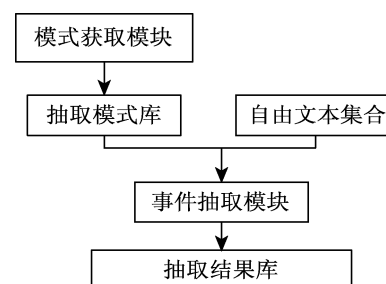 模式获取模块
抽取模式库
自由文本集合
事件抽取模块
抽取结果库